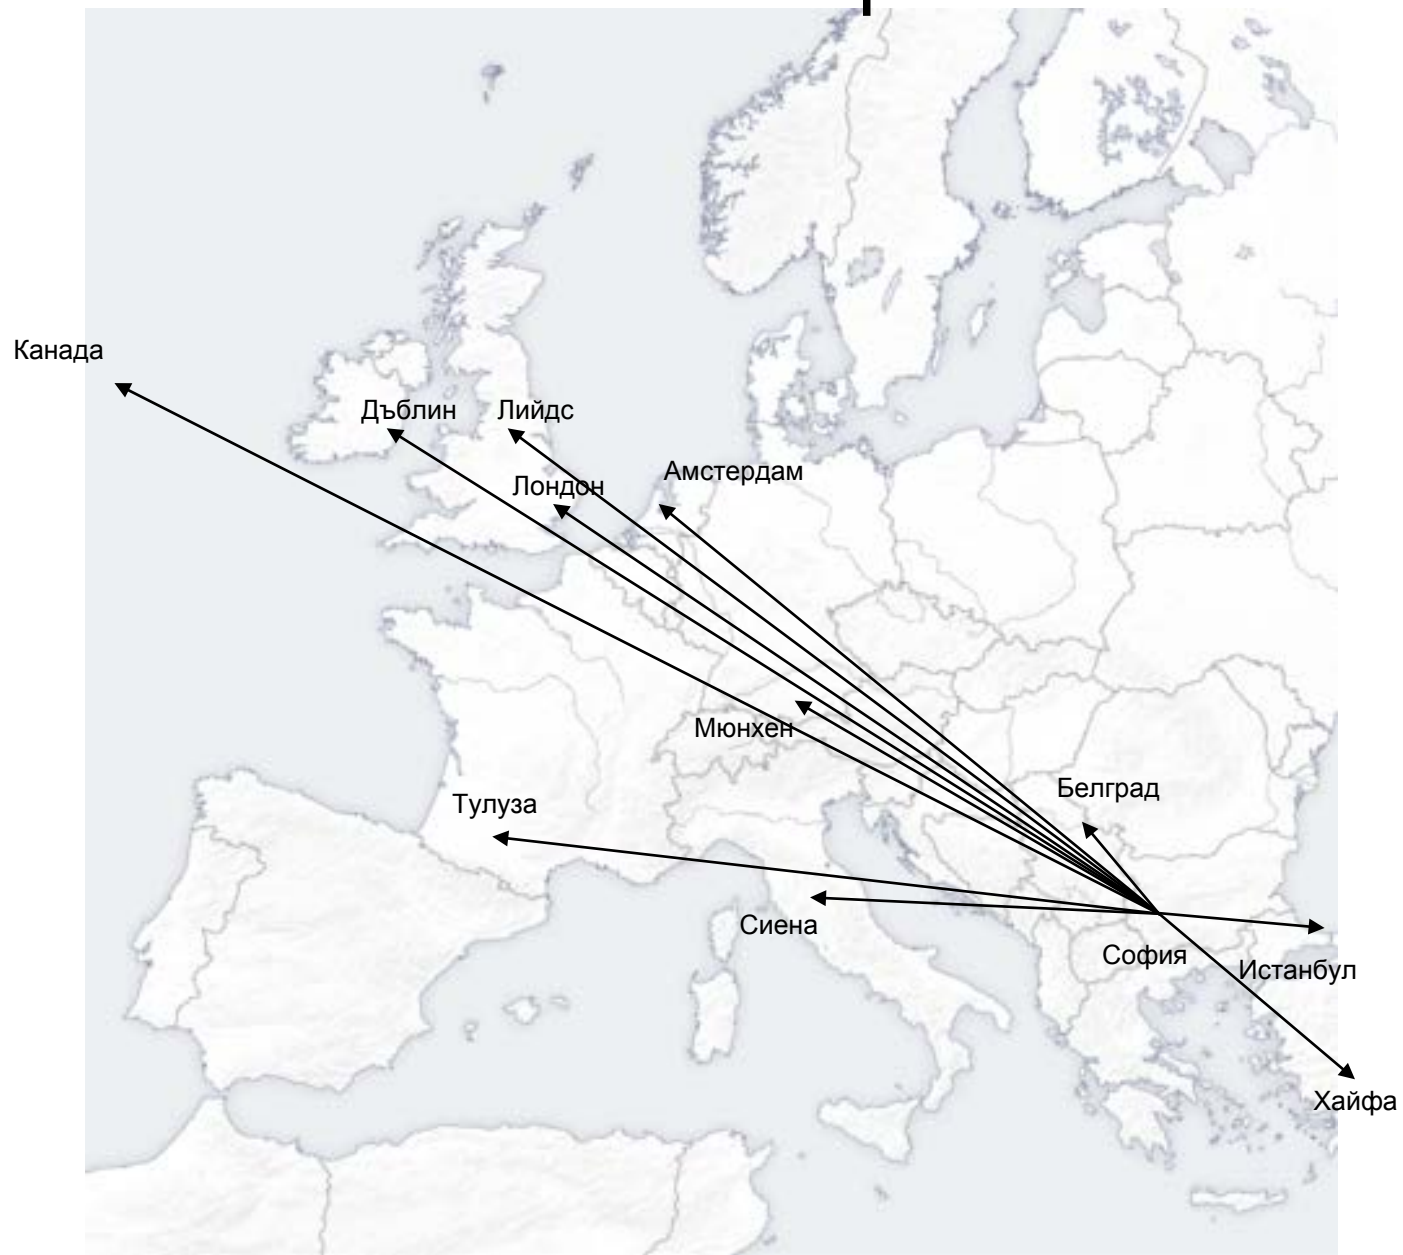 Канада
Дъблин
Лийдс
Амстердам
Лондон
Мюнхен
Белград
Тулуза
Сиена
София
Истанбул
Хайфа